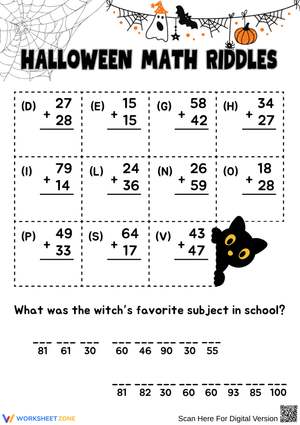 HALLOWEEN MATH RIDDLES
(D) 27 + 28 (E) 15 + 15 (G) 58 + 42 (H) 34 + 27
(I) 79 + 14 (L) 24 + 36 (N) 26 + 59 (O) 18 + 28
(P) 49 + 33 (S) 64 + 17 (V) 43 + 47
What was the witch's favorite subject in school?
81 61 30 60 46 90 30 55
81 82 30 60 60 93 85 100
WORKSHEETZONE
Scan Here For Digital Version